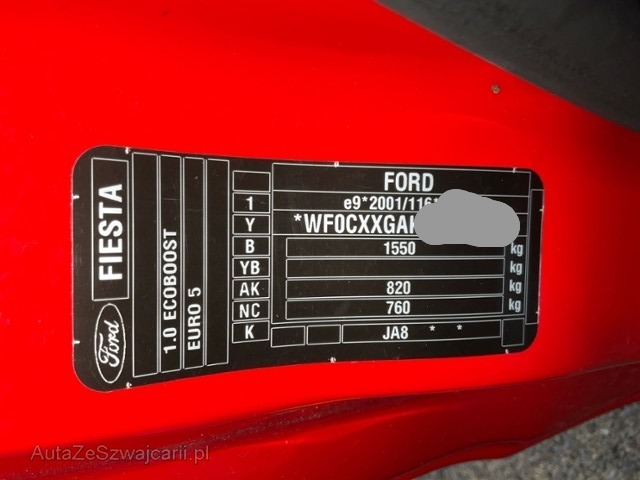 FORD
1 e9*2001/116*
Y *WF0CXXGA
B 1550 kg
YB kg
AK 820 kg
NC 760 kg
K JA8 * *
FIESTA
Ford
1.0 ECOBOOST
EURO 5
AutaZeSzwajcarii.pl